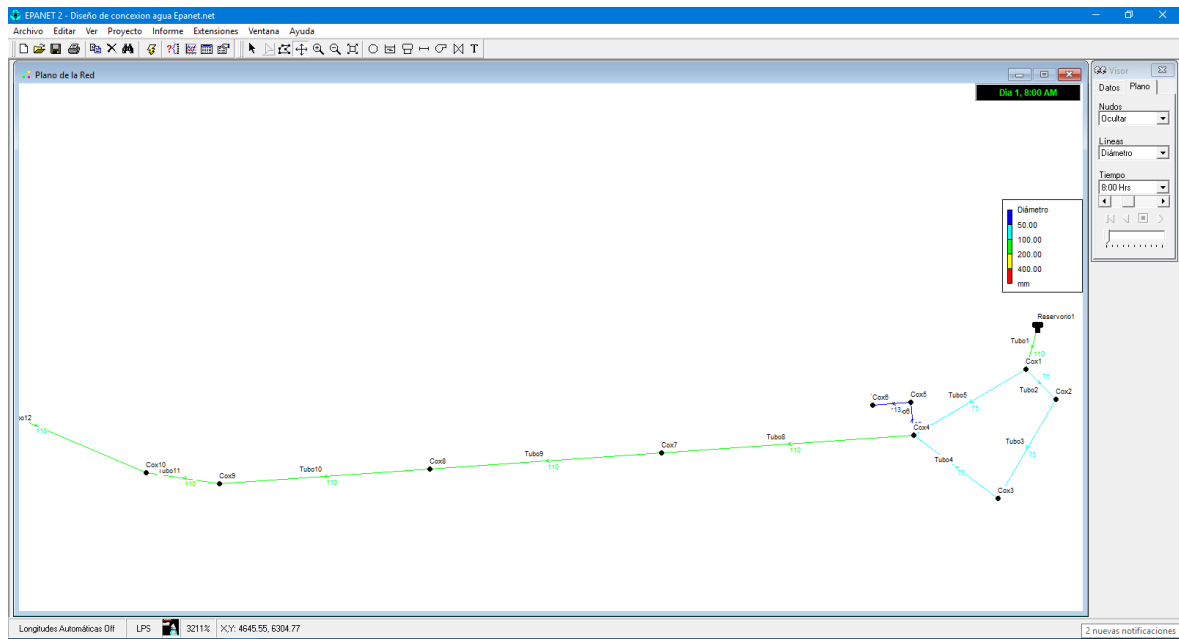 EPANET 2 - Diseño de concexion agua Epanet.net
Archivo Editar Ver Proyecto Informe Extensiones Ventana Ayuda
Plano de la Red
Día 1, 8:00 AM
Visor
Datos Plano
Nudos
Ocultar
Líneas
Diámetro
Tiempo
8:00 Hrs
Diámetro
50.00
100.00
200.00
400.00
mm
Reservorio1
Tubo1
110
Cox1
75
Tubo2
Cox2
Cox6
Cox5
Tubo5
75
Cox4
Tubo3
75
Tubo4
75
Cox3
Tubo8
110
Cox7
Tubo9
110
Cox8
Tubo10
110
Cox9
Cox10
Tubo11
110
110
Longitudes Automáticas Off
LPS
3211%
X,Y: 4645.55, 6304.77
2 nuevas notificaciones